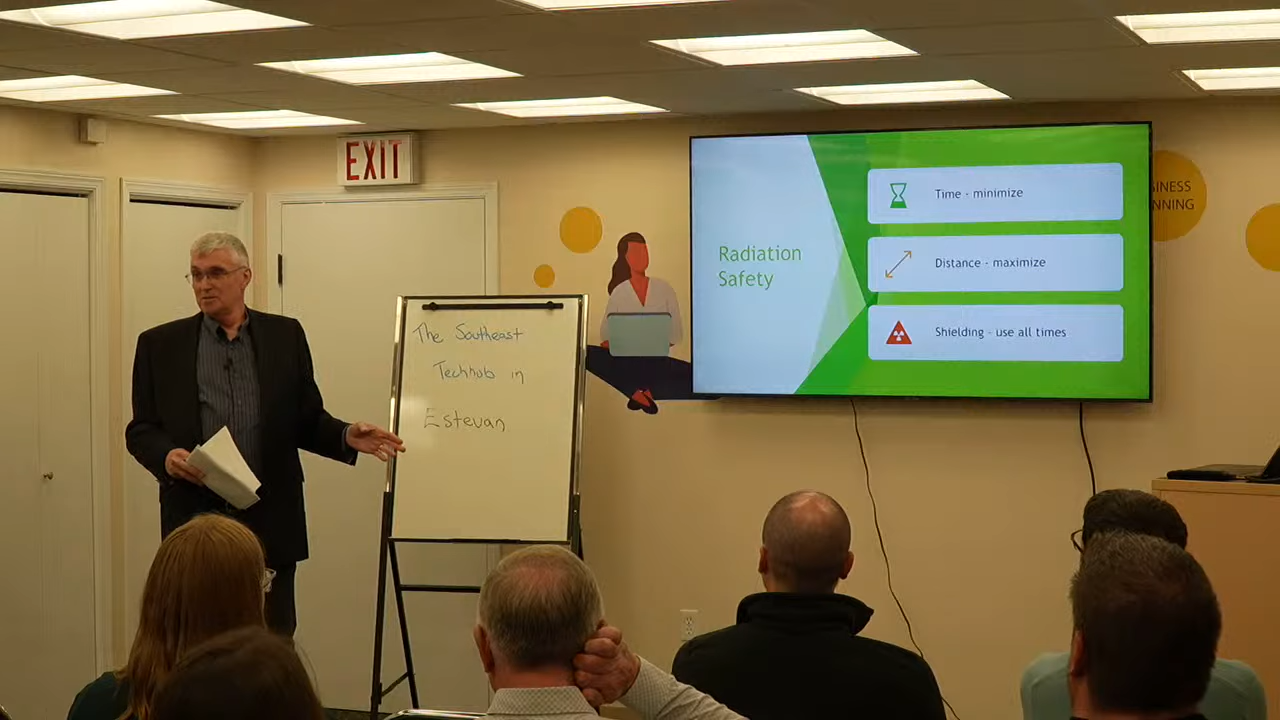 EXIT
The Southeast
Techhub in
Estevan
Radiation
Safety
Time - minimize
Distance - maximize
Shielding - use all times